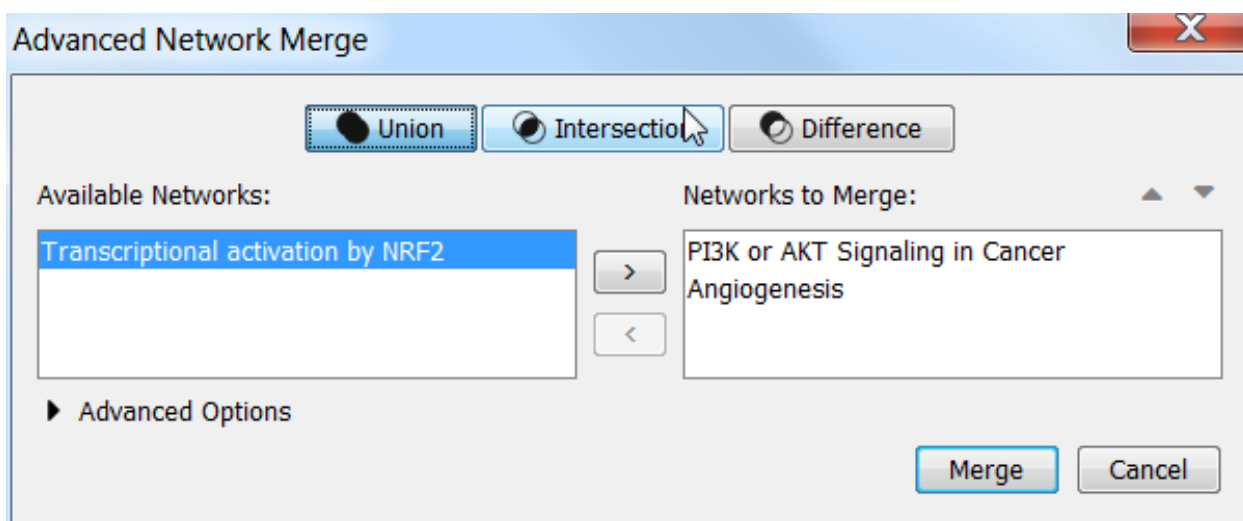 Advanced Network Merge
X
Union Intersection Difference
Available Networks:
Networks to Merge:
Transcriptional activation by NRF2
>
<
PI3K or AKT Signaling in Cancer
Angiogenesis
Advanced Options
Merge Cancel